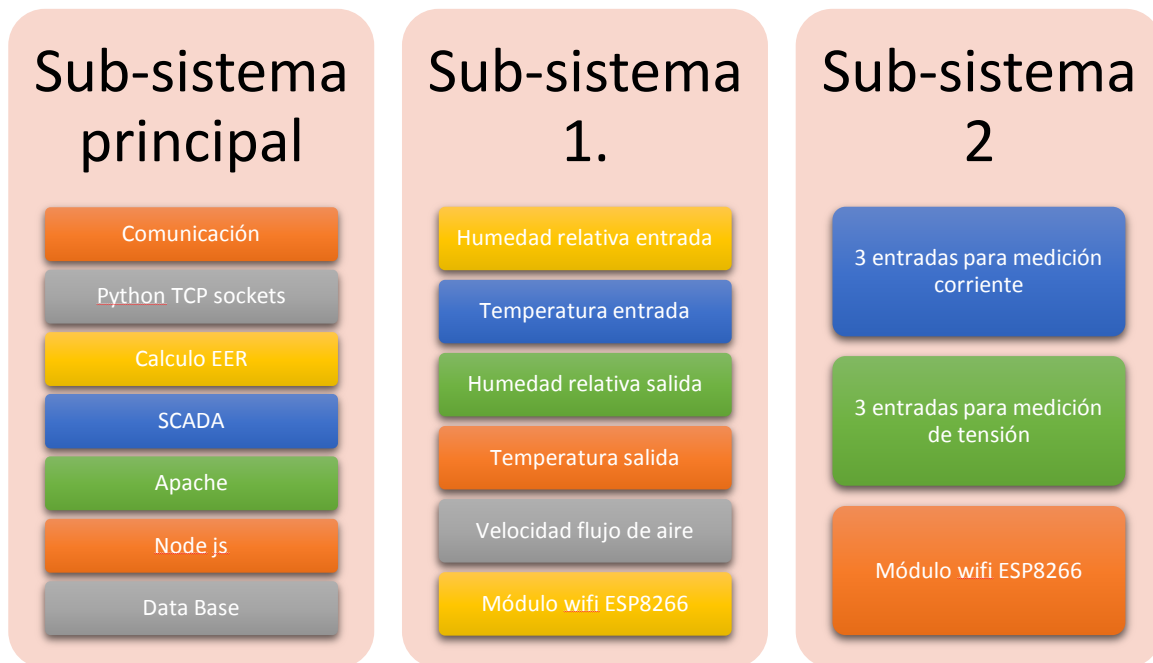 Sub-sistema
principal
Comunicación
Python TCP sockets
Calculo EER
SCADA
Apache
Node js
Data Base
Sub-sistema
1.
Humedad relativa entrada
Temperatura entrada
Humedad relativa salida
Temperatura salida
Velocidad flujo de aire
Módulo wifi ESP8266
Sub-sistema
2
3 entradas para medición
corriente
3 entradas para medición
de tensión
Módulo wifi ESP8266